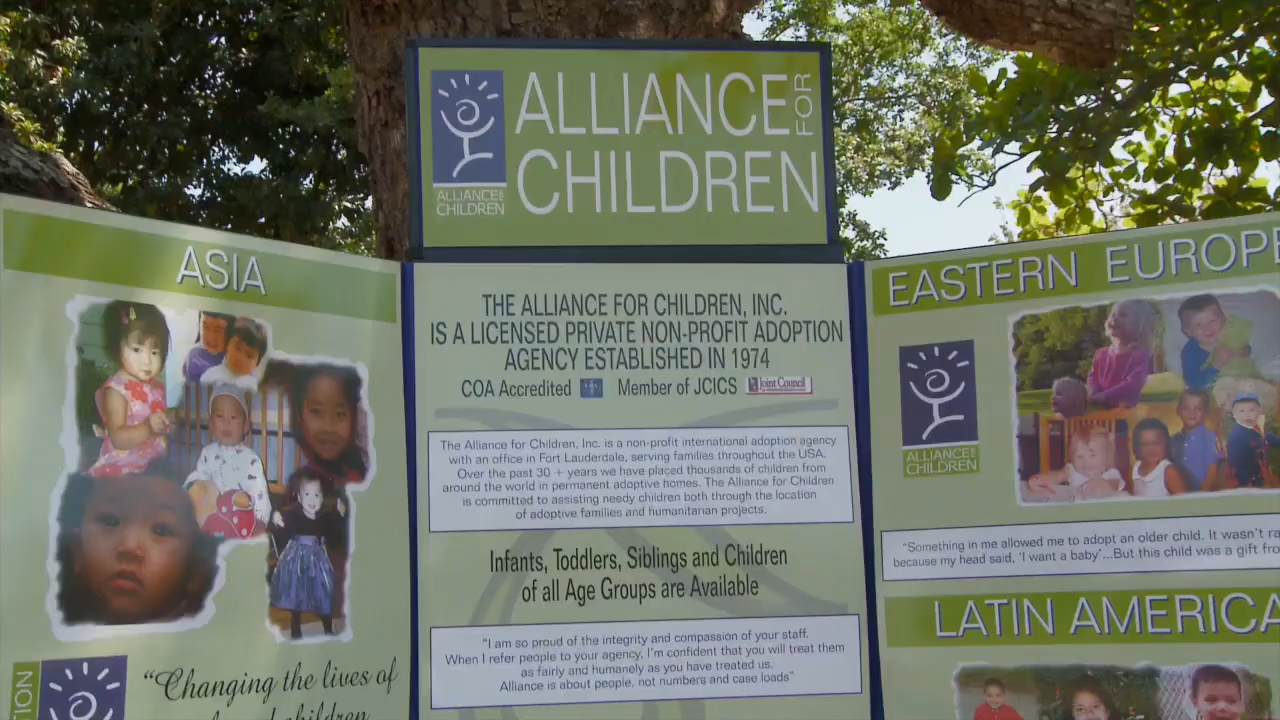 ALLIANCE FOR
CHILDREN
ALLIANCE FOR
CHILDREN
ASIA
"Changing the lives of
children
THE ALLIANCE FOR CHILDREN, INC.
IS A LICENSED PRIVATE NON-PROFIT ADOPTION
AGENCY ESTABLISHED IN 1974
COA Accredited Member of JCICS Joint Council
The Alliance for Children, Inc. is a non-profit international adoption agency
with an office in Fort Lauderdale, serving families throughout the USA.
Over the past 30 + years we have placed thousands of children from
around the world in permanent adoptive homes. The Alliance for Children
is committed to assisting needy children both through the location
of adoptive families and humanitarian projects.
Infants, Toddlers, Siblings and Children
of all Age Groups are Available
"I am so proud of the integrity and compassion of your staff.
When I refer people to your agency, I'm confident that you will treat them
as fairly and humanely as you have treated us.
Alliance is about people, not numbers and case loads"
EASTERN EUROPE
ALLIANCE FOR
CHILDREN
"Something in me allowed me to adopt an older child. It wasn't ra
because my head said, 'I want a baby'...But this child was a gift fro
LATIN AMERICA